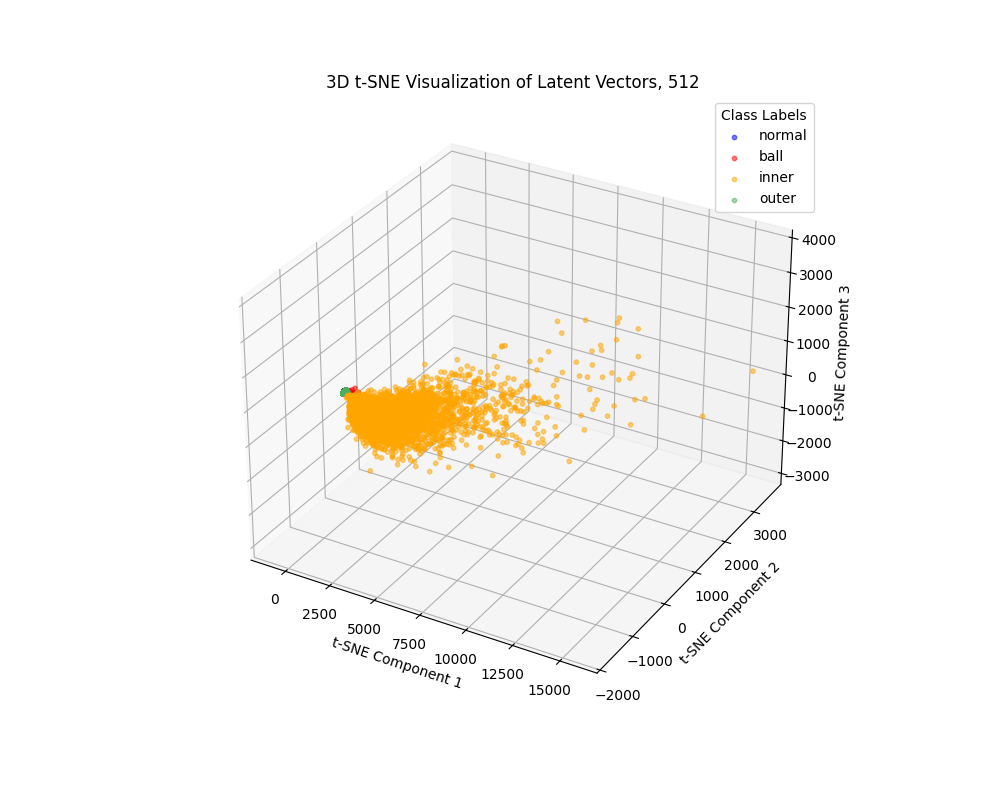 3D t-SNE Visualization of Latent Vectors, 512
Class Labels
normal
ball
inner
outer
4000
3000
2000
1000
0
−1000
−2000
−3000
t-SNE Component 3
3000
2000
1000
0
−1000
−2000
t-SNE Component 2
0
2500
5000
7500
10000
12500
15000
t-SNE Component 1